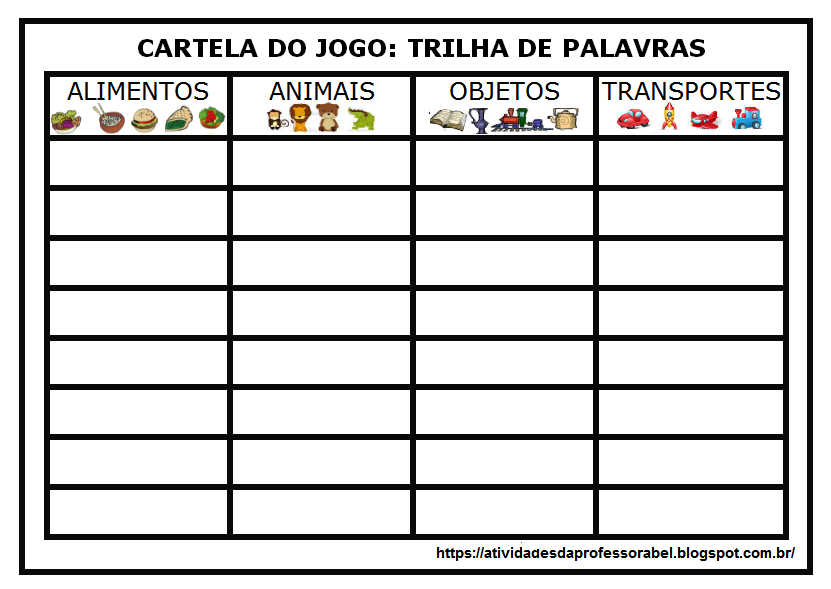 CARTELA DO JOGO: TRILHA DE PALAVRAS
ALIMENTOS ANIMAIS OBJETOS TRANSPORTES
https://atividadesdaprofessorabel.blogspot.com.br/